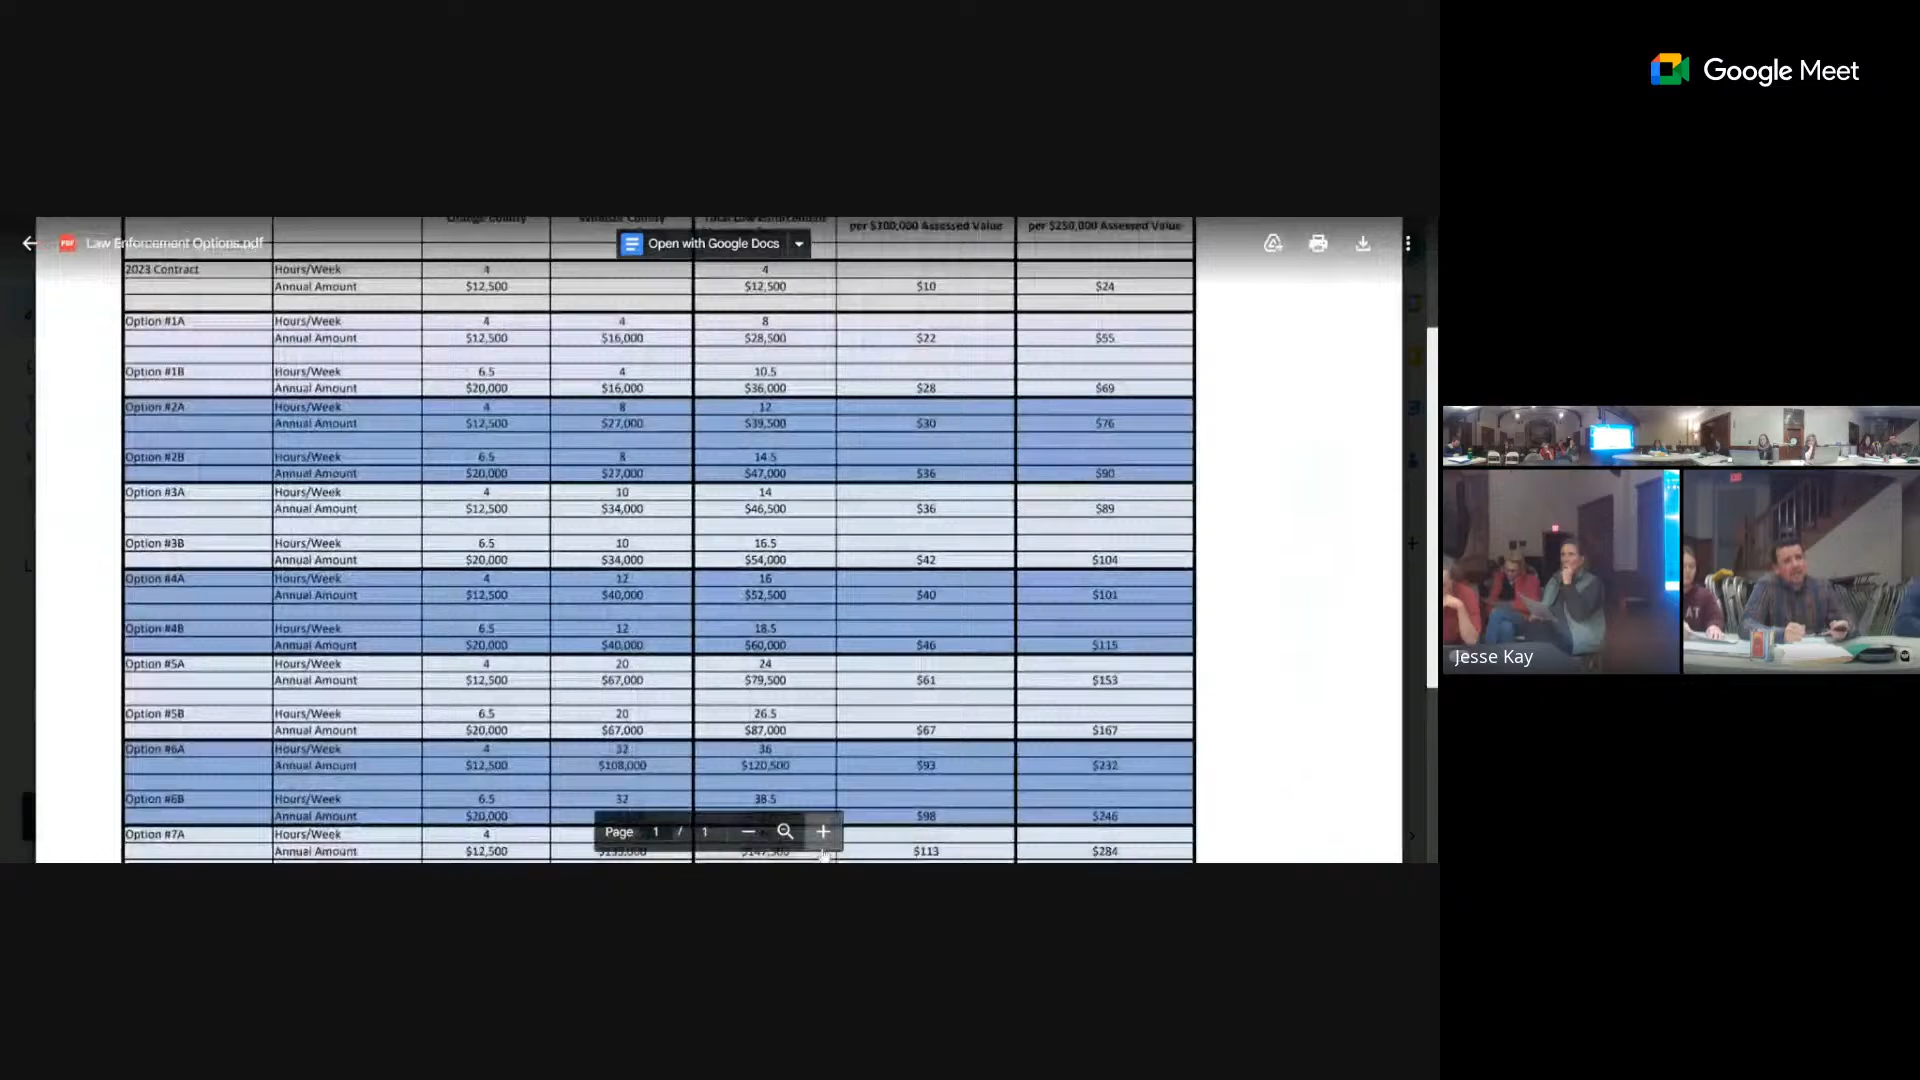 Google Meet
Orange County Windsor County Total Law Enforcement
per $100,000 Assessed Value per $250,000 Assessed Value
Law Enforcement Options.pdf
Open with Google Docs
2023 Contract Hours/Week 4 4
Annual Amount $12,500 $12,500 $10 $24
Option #1A Hours/Week 4 4 8
Annual Amount $12,500 $16,000 $28,500 $22 $55
Option #1B Hours/Week 6.5 4 10.5
Annual Amount $20,000 $16,000 $36,000 $28 $69
Option #2A Hours/Week 4 8 12
Annual Amount $12,500 $27,000 $39,500 $30 $76
Option #2B Hours/Week 6.5 8 14.5
Annual Amount $20,000 $27,000 $47,000 $36 $90
Option #3A Hours/Week 4 10 14
Annual Amount $12,500 $34,000 $46,500 $36 $89
Option #3B Hours/Week 6.5 10 16.5
Annual Amount $20,000 $34,000 $54,000 $42 $104
Option #4A Hours/Week 4 12 16
Annual Amount $12,500 $40,000 $52,500 $40 $101
Option #4B Hours/Week 6.5 12 18.5
Annual Amount $20,000 $40,000 $60,000 $46 $115
Option #5A Hours/Week 4 20 24
Annual Amount $12,500 $67,000 $79,500 $61 $153
Option #5B Hours/Week 6.5 20 26.5
Annual Amount $20,000 $67,000 $87,000 $67 $167
Option #6A Hours/Week 4 32 36
Annual Amount $12,500 $108,000 $120,500 $93 $232
Option #6B Hours/Week 6.5 32 38.5
Annual Amount $20,000 $98 $246
Option #7A Hours/Week 4
Annual Amount $12,500 $135,000 $147,500 $113 $284
Page 1 / 1
Jesse Kay